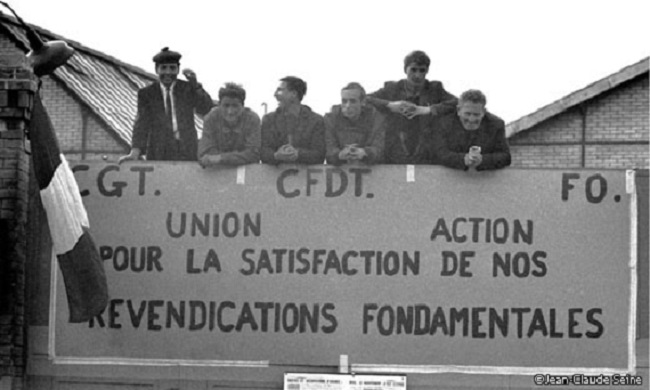 CGT. CFDT. FO.
UNION ACTION
POUR LA SATISFACTION DE NOS
REVENDICATIONS FONDAMENTALES
©Jean-Claude Seine